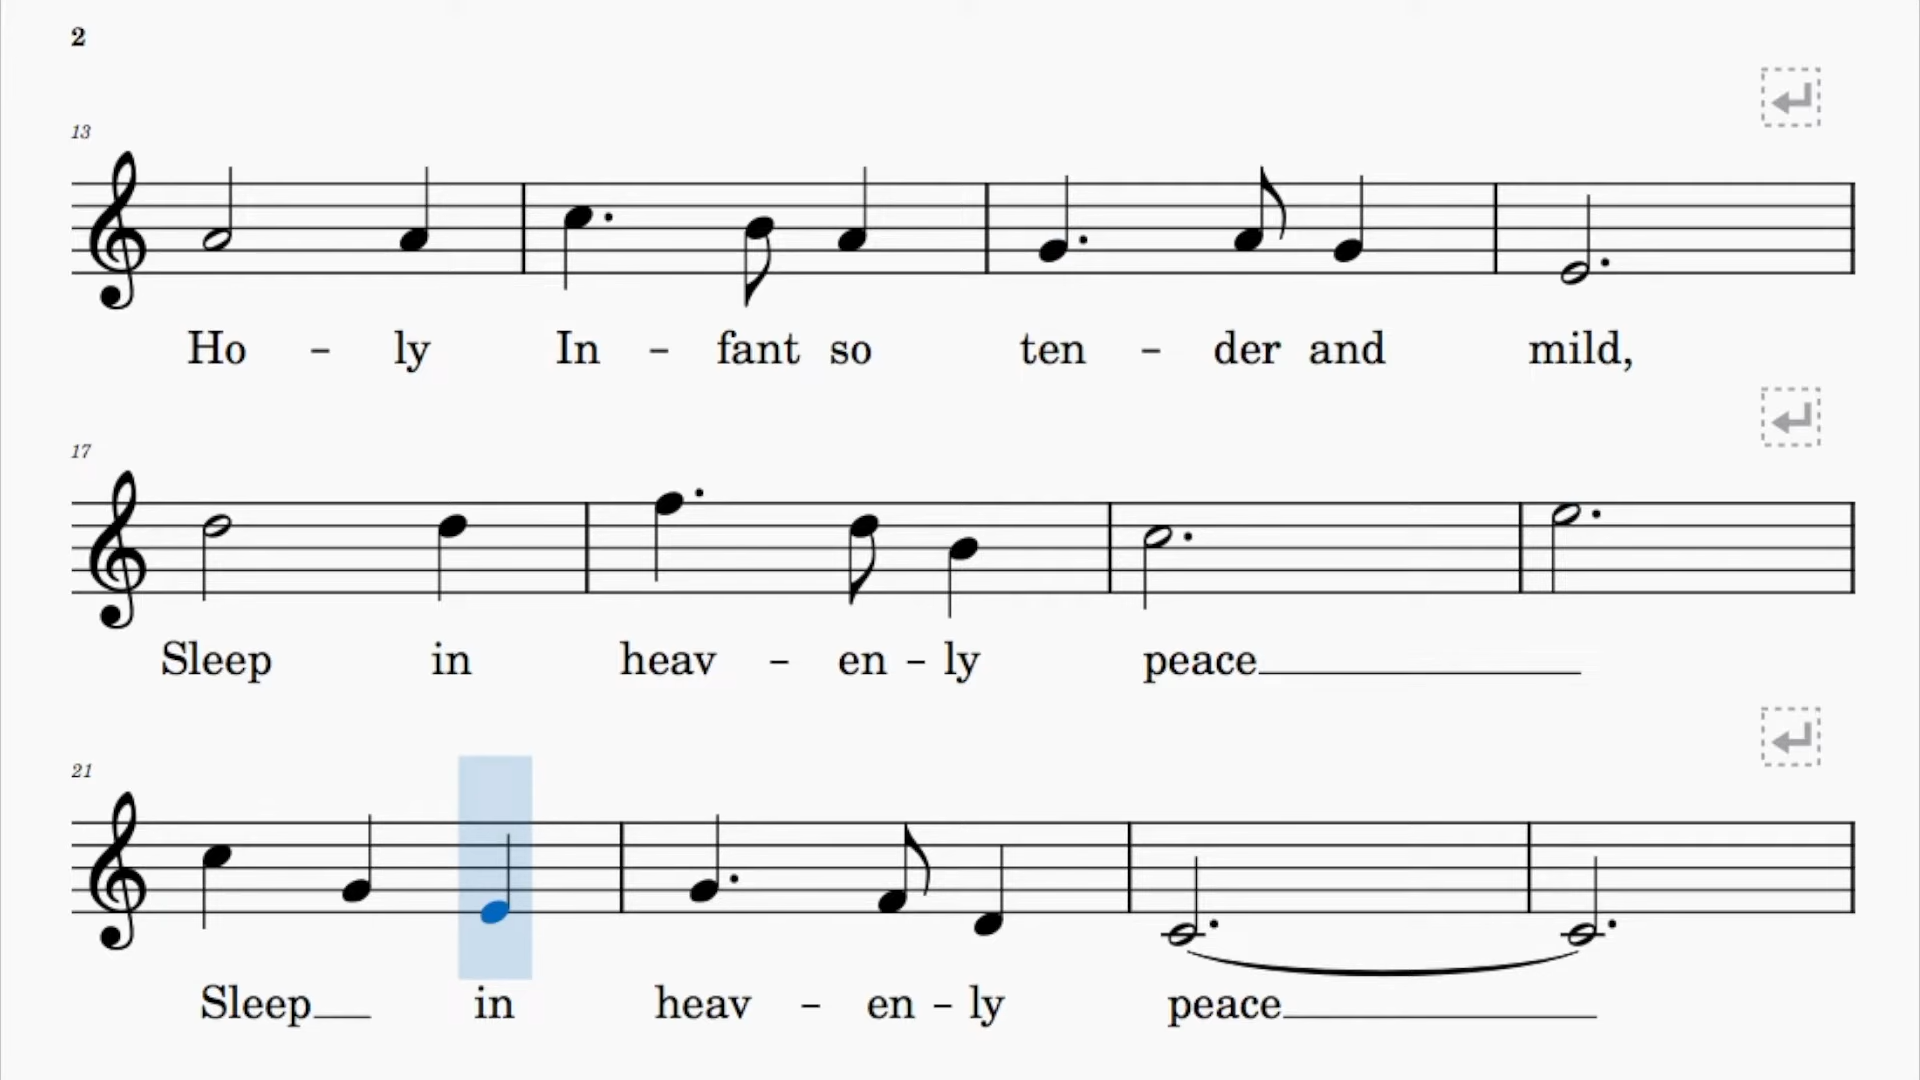 2
13
Ho - ly In - fant so ten - der and mild,
17
Sleep in heav - en - ly peace
21
Sleep in heav - en - ly peace